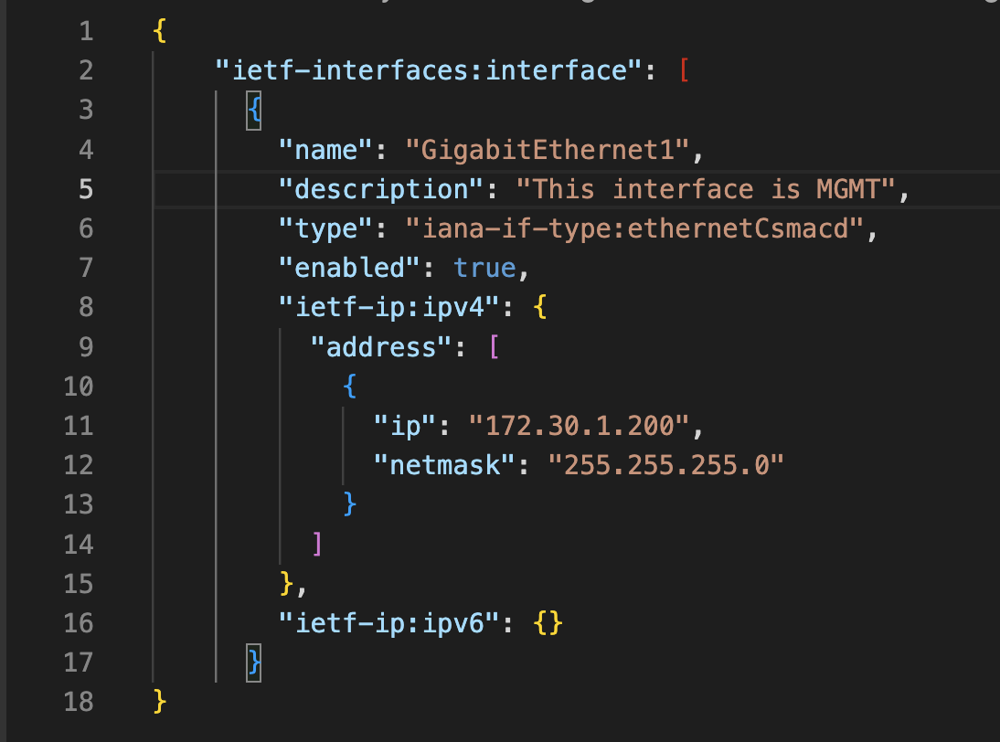 1 {
2 "ietf-interfaces:interface": [
3 {
4 "name": "GigabitEthernet1",
5 "description": "This interface is MGMT",
6 "type": "iana-if-type:ethernetCsmacd",
7 "enabled": true,
8 "ietf-ip:ipv4": {
9 "address": [
10 {
11 "ip": "172.30.1.200",
12 "netmask": "255.255.255.0"
13 }
14 ]
15 },
16 "ietf-ip:ipv6": {}
17 }
18 }